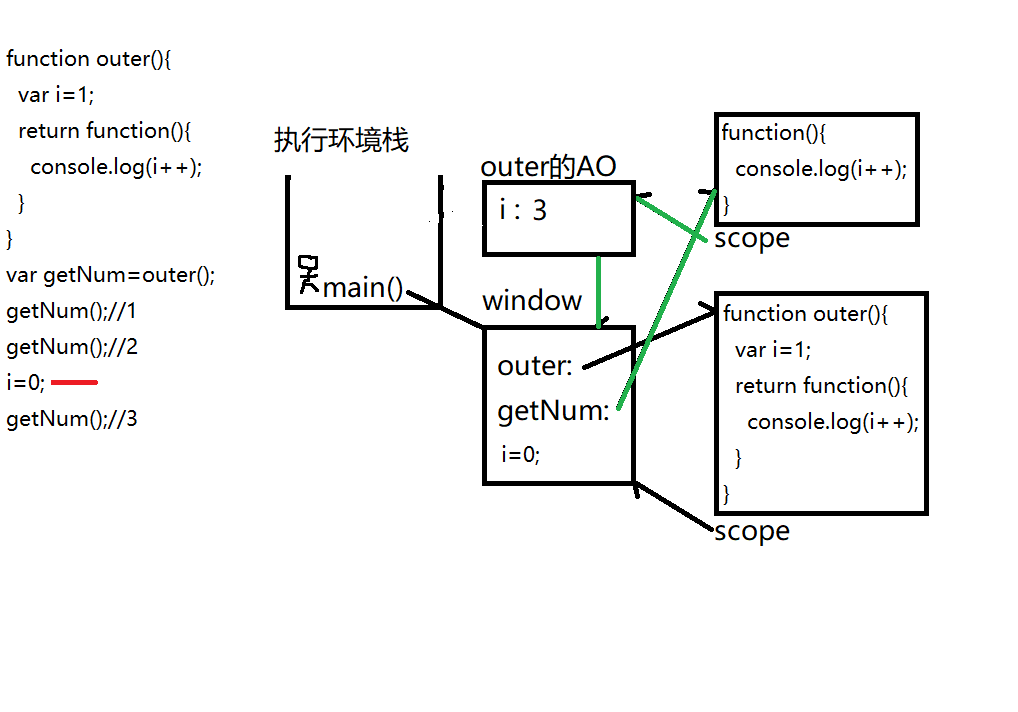 function outer(){
var i=1;
return function(){
console.log(i++);
}
}
var getNum=outer();
getNum();//1
getNum();//2
i=0;
getNum();//3
执行环境栈
main()
outer的AO
i : 3
window
outer:
getNum:
i=0;
function(){
console.log(i++);
}
scope
function outer(){
var i=1;
return function(){
console.log(i++);
}
}
scope